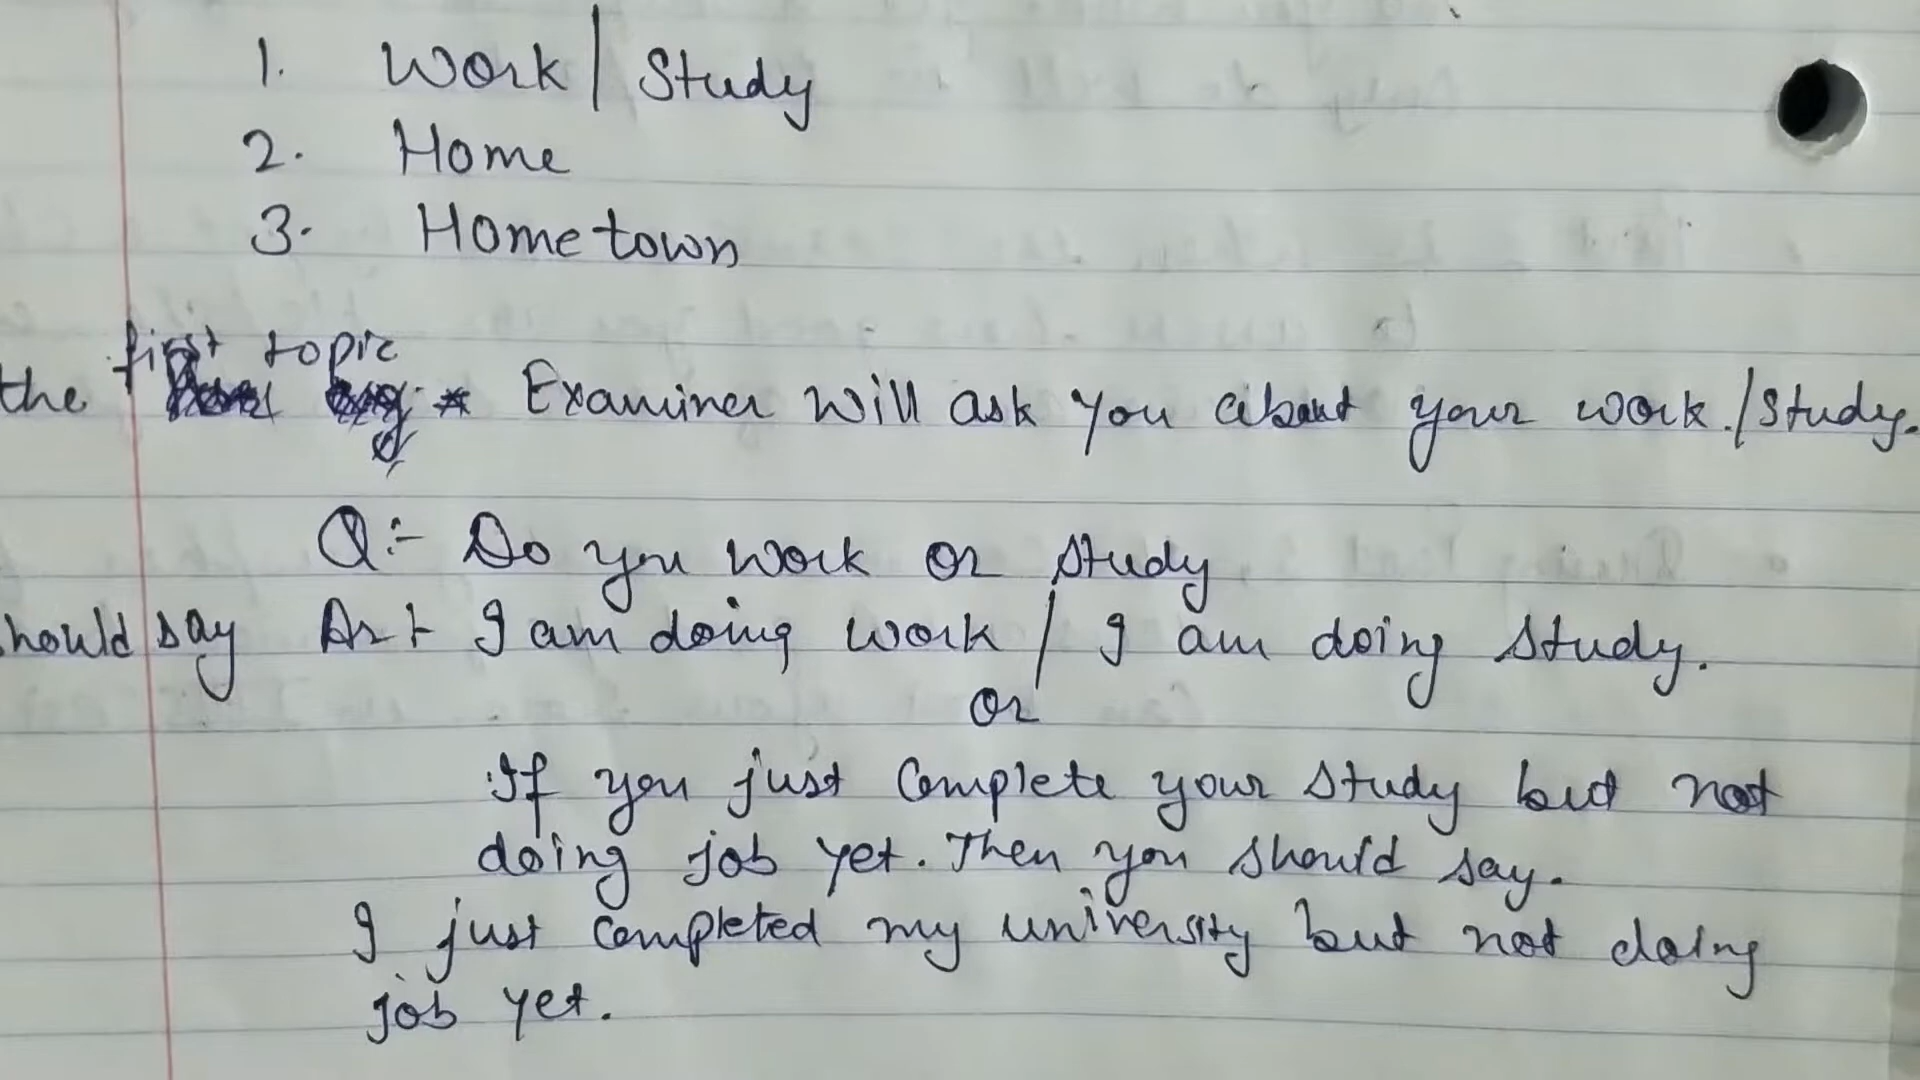 1. Work / Study
2. Home
3. Hometown
first topic
the * Examiner will ask you about your work./study.
Q:- Do you work or study
hould say Ans I am doing work / I am doing study.
or
If you just complete your study but not
doing job yet. Then you should say.
I just completed my university but not doing
job yet.